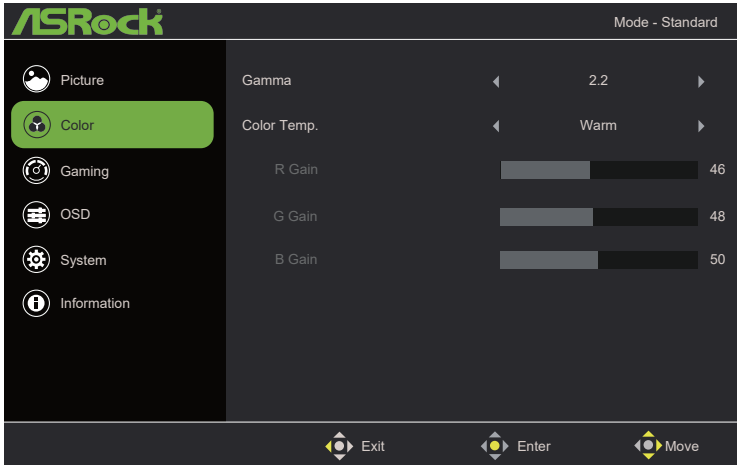 ASRock
Mode - Standard
Picture
Gamma 2.2
Color
Color Temp. Warm
Gaming
R Gain 46
OSD
G Gain 48
System
B Gain 50
Information
Exit Enter Move